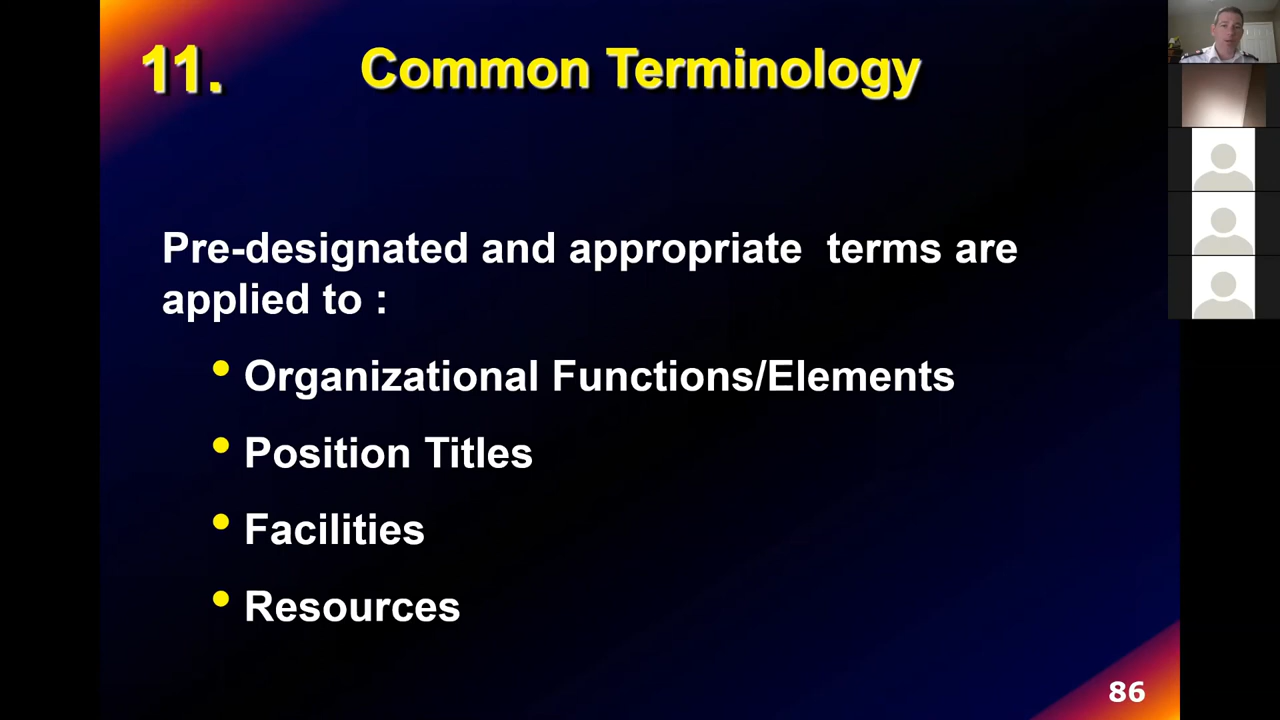 11. Common Terminology
Pre-designated and appropriate  terms are
applied to :
• Organizational Functions/Elements
• Position Titles
• Facilities
• Resources
86